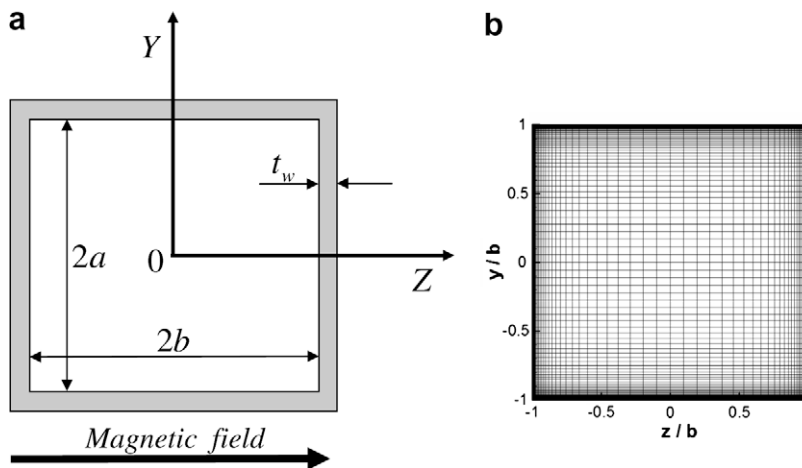 a
Y
t_w
2a
0
Z
2b
Magnetic field
b
1
0.5
0
-0.5
-1
y / b
-1 -0.5 0 0.5
z / b